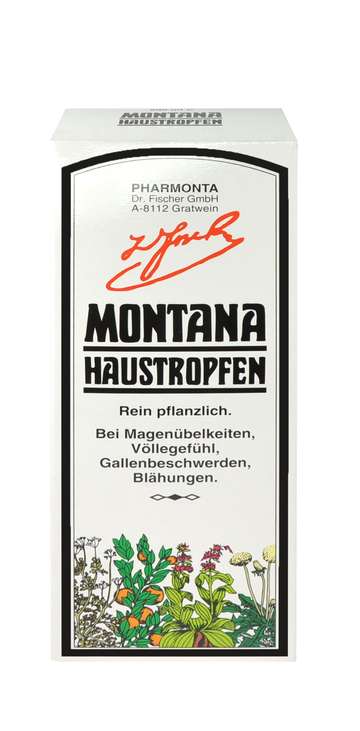 MONTANA
HAUSTROPFEN
PHARMONTA
Dr. Fischer GmbH
A-8112 Gratwein
MONTANA
HAUSTROPFEN
Rein pflanzlich.
Bei Magenübelkeiten,
Völlegefühl,
Gallenbeschwerden,
Blähungen.